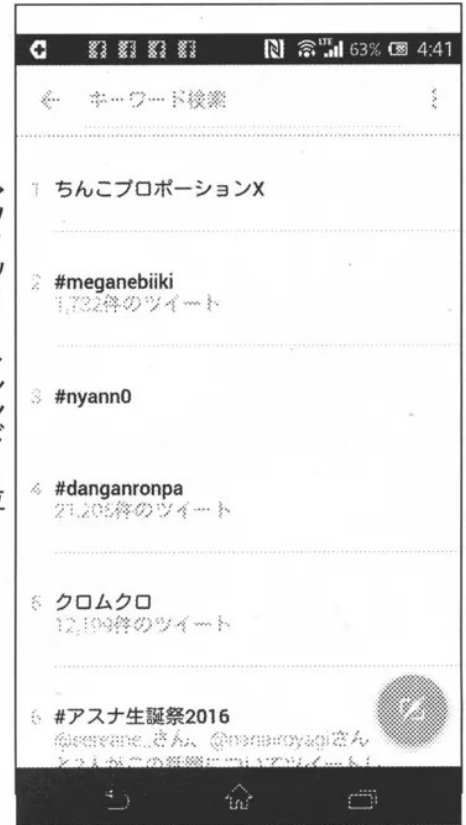 63% 4:41
キーワード検索
1 ちんこプロポーションX
2 #meganebiiki
1,732件のツイート
3 #nyann0
4 #danganronpa
21,205件のツイート
5 クロムクロ
12,199件のツイート
6 #アスナ生誕祭2016